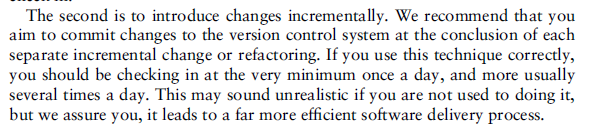 The second is to introduce changes incrementally. We recommend that you
aim to commit changes to the version control system at the conclusion of each
separate incremental change or refactoring. If you use this technique correctly,
you should be checking in at the very minimum once a day, and more usually
several times a day. This may sound unrealistic if you are not used to doing it,
but we assure you, it leads to a far more efficient software delivery process.